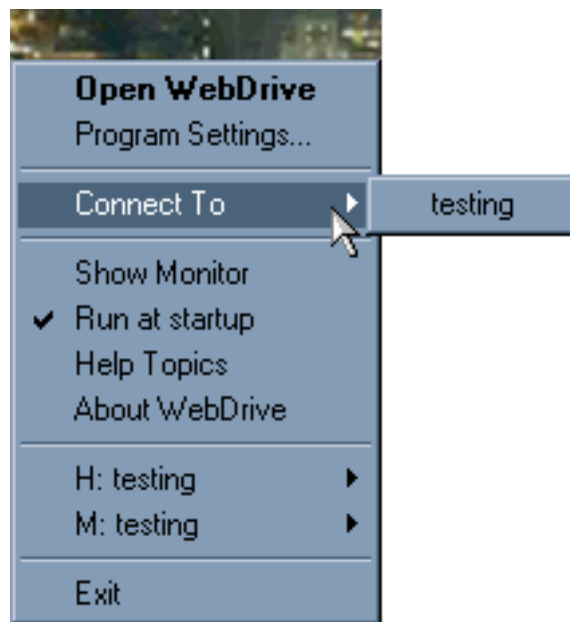 Open WebDrive
Program Settings...
Connect To
testing
Show Monitor
Run at startup
Help Topics
About WebDrive
H: testing
M: testing
Exit